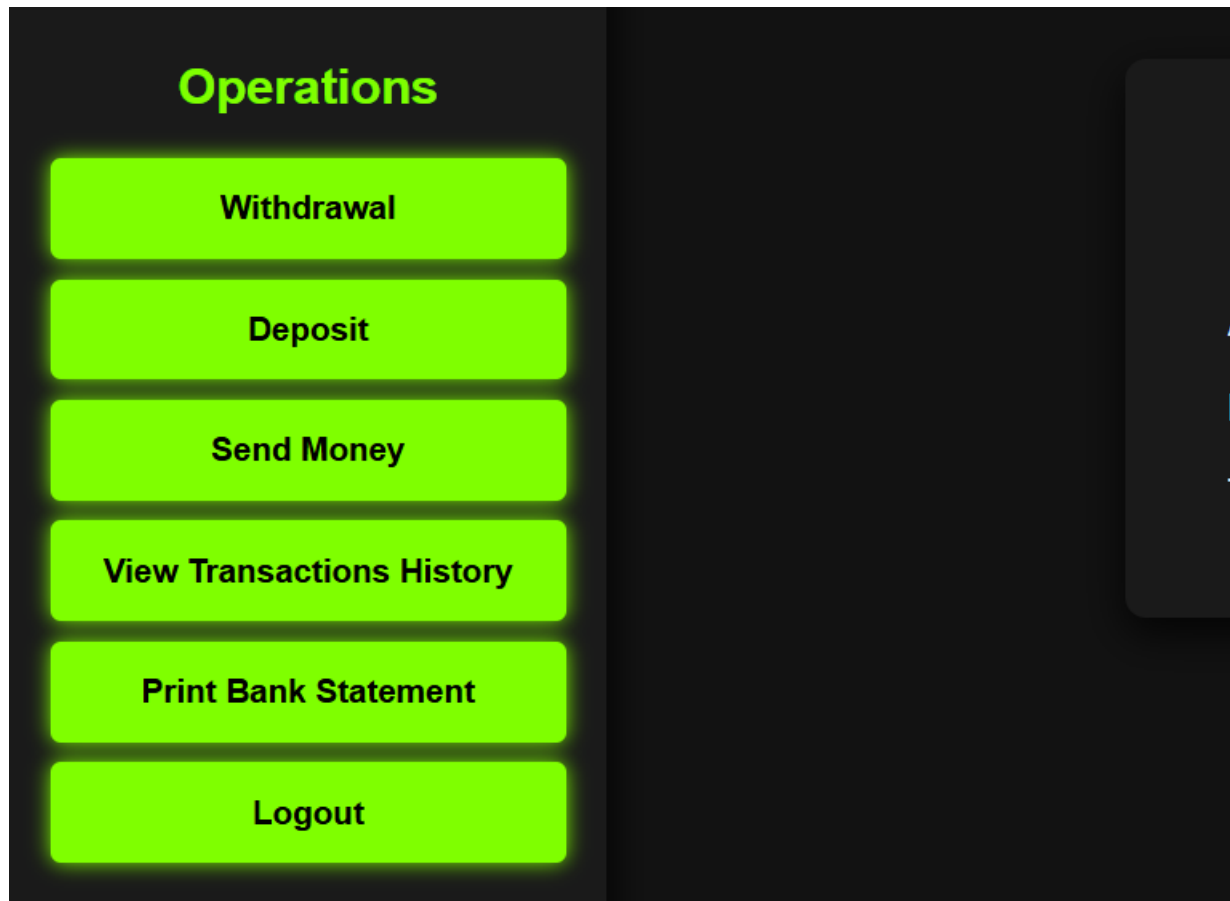 Operations
Withdrawal
Deposit
Send Money
View Transactions History
Print Bank Statement
Logout